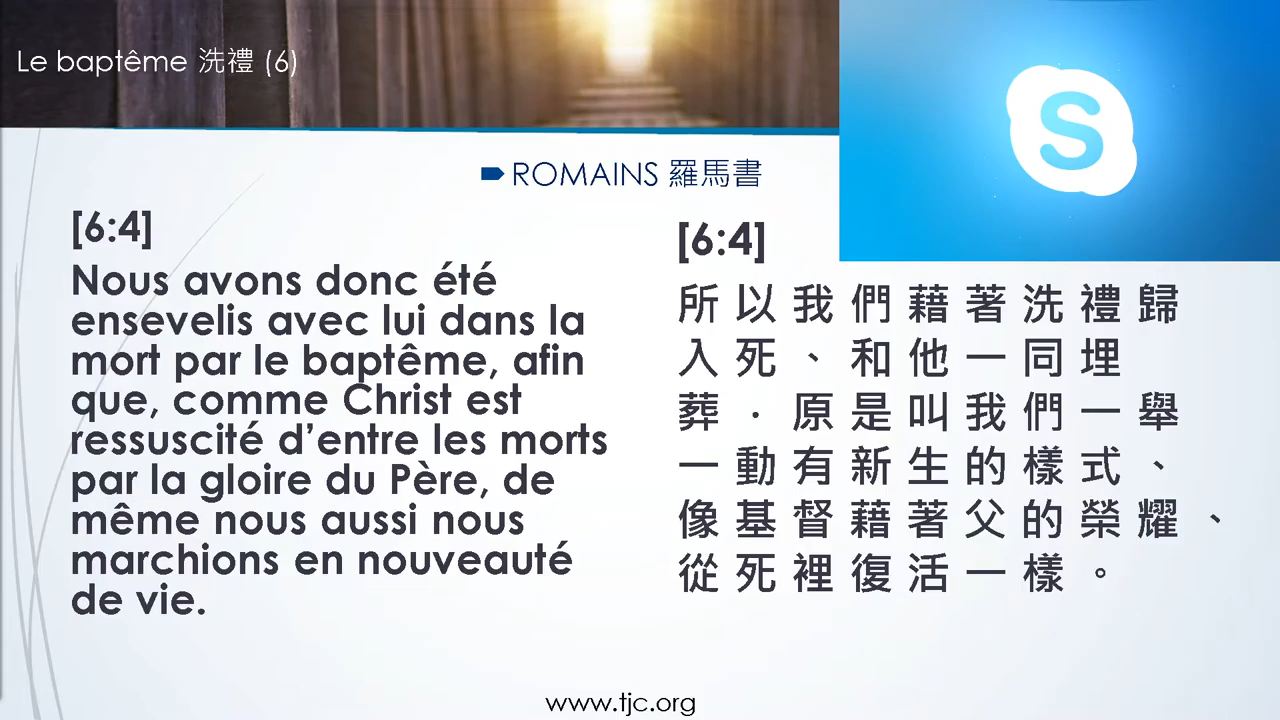 Le baptême 洗禮 (6)
ROMAINS 羅馬書
[6:4]
Nous avons donc été
ensevelis avec lui dans la
mort par le baptême, afin
que, comme Christ est
ressuscité d’entre les morts
par la gloire du Père, de
même nous aussi nous
marchions en nouveauté
de vie.
[6:4]
所以我們藉著洗禮歸
入死、和他一同埋
葬．原是叫我們一舉
一動有新生的樣式、
像基督藉著父的榮耀、
從死裡復活一樣。
www.tjc.org
S